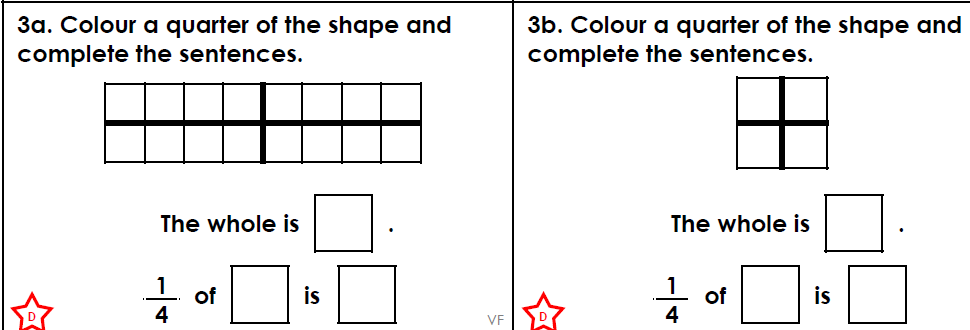 3a. Colour a quarter of the shape and
complete the sentences.
The whole is .
1/4 of is
D
VF
3b. Colour a quarter of the shape and
complete the sentences.
The whole is .
1/4 of is
D